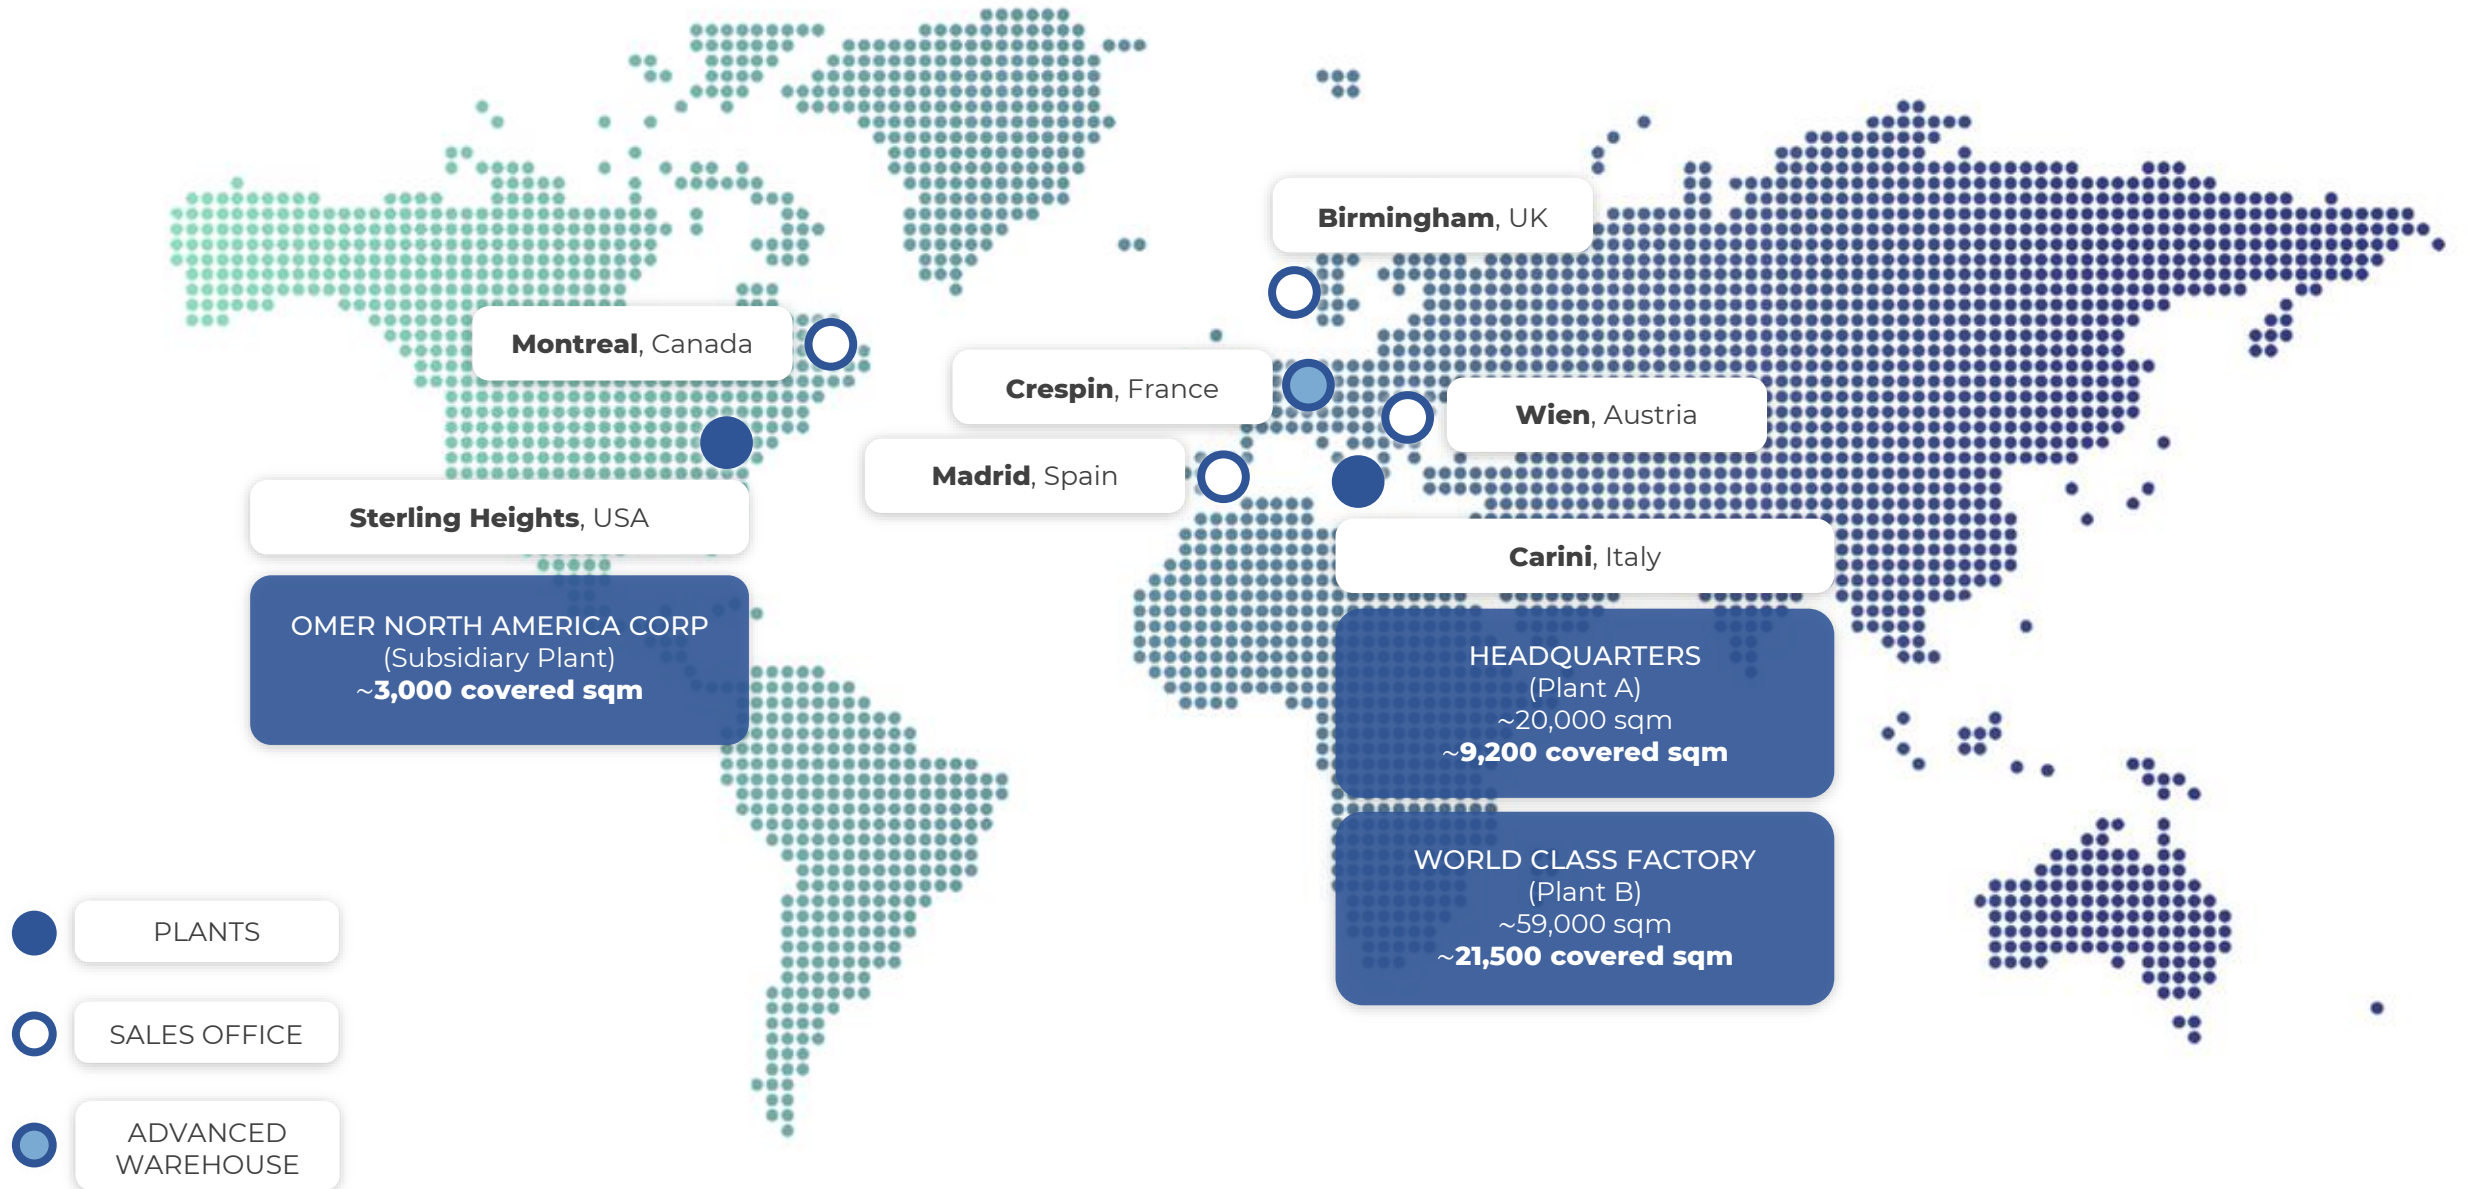 Birmingham, UK
Montreal, Canada
Crespin, France
Wien, Austria
Madrid, Spain
Sterling Heights, USA
Carini, Italy
OMER NORTH AMERICA CORP
(Subsidiary Plant)
~3,000 covered sqm
HEADQUARTERS
(Plant A)
~20,000 sqm
~9,200 covered sqm
WORLD CLASS FACTORY
(Plant B)
~59,000 sqm
~21,500 covered sqm
PLANTS
SALES OFFICE
ADVANCED
WAREHOUSE